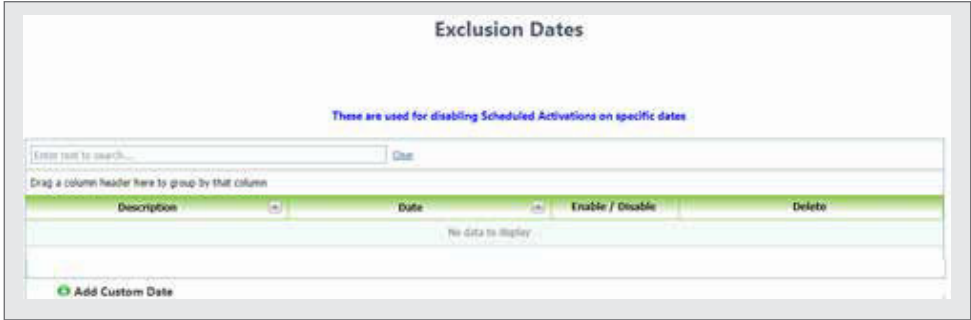 Exclusion Dates
These are used for disabling Scheduled Activations on specific dates
Enter text to search... Clear
Drag a column header here to group by that column
Description Date Enable / Disable Delete
No data to display
Add Custom Date